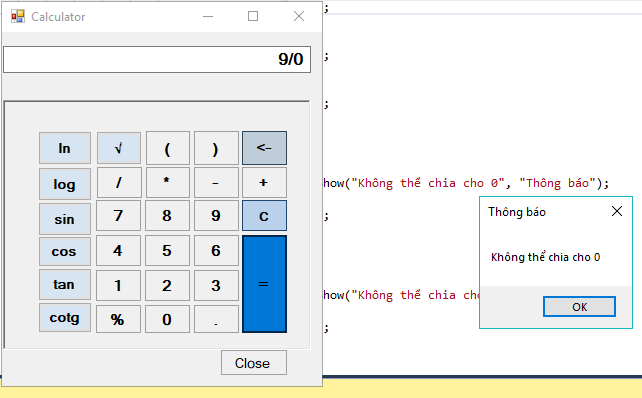 Calculator
;
9/0
;
;
ln √ ( ) <-
log / * - +
how("Không thể chia cho 0", "Thông báo");
sin 7 8 9 C
;
Thông báo
cos 4 5 6
Không thể chia cho 0
tan 1 2 3 =
how("Không thể chia cho
OK
cotg % 0 .
;
Close